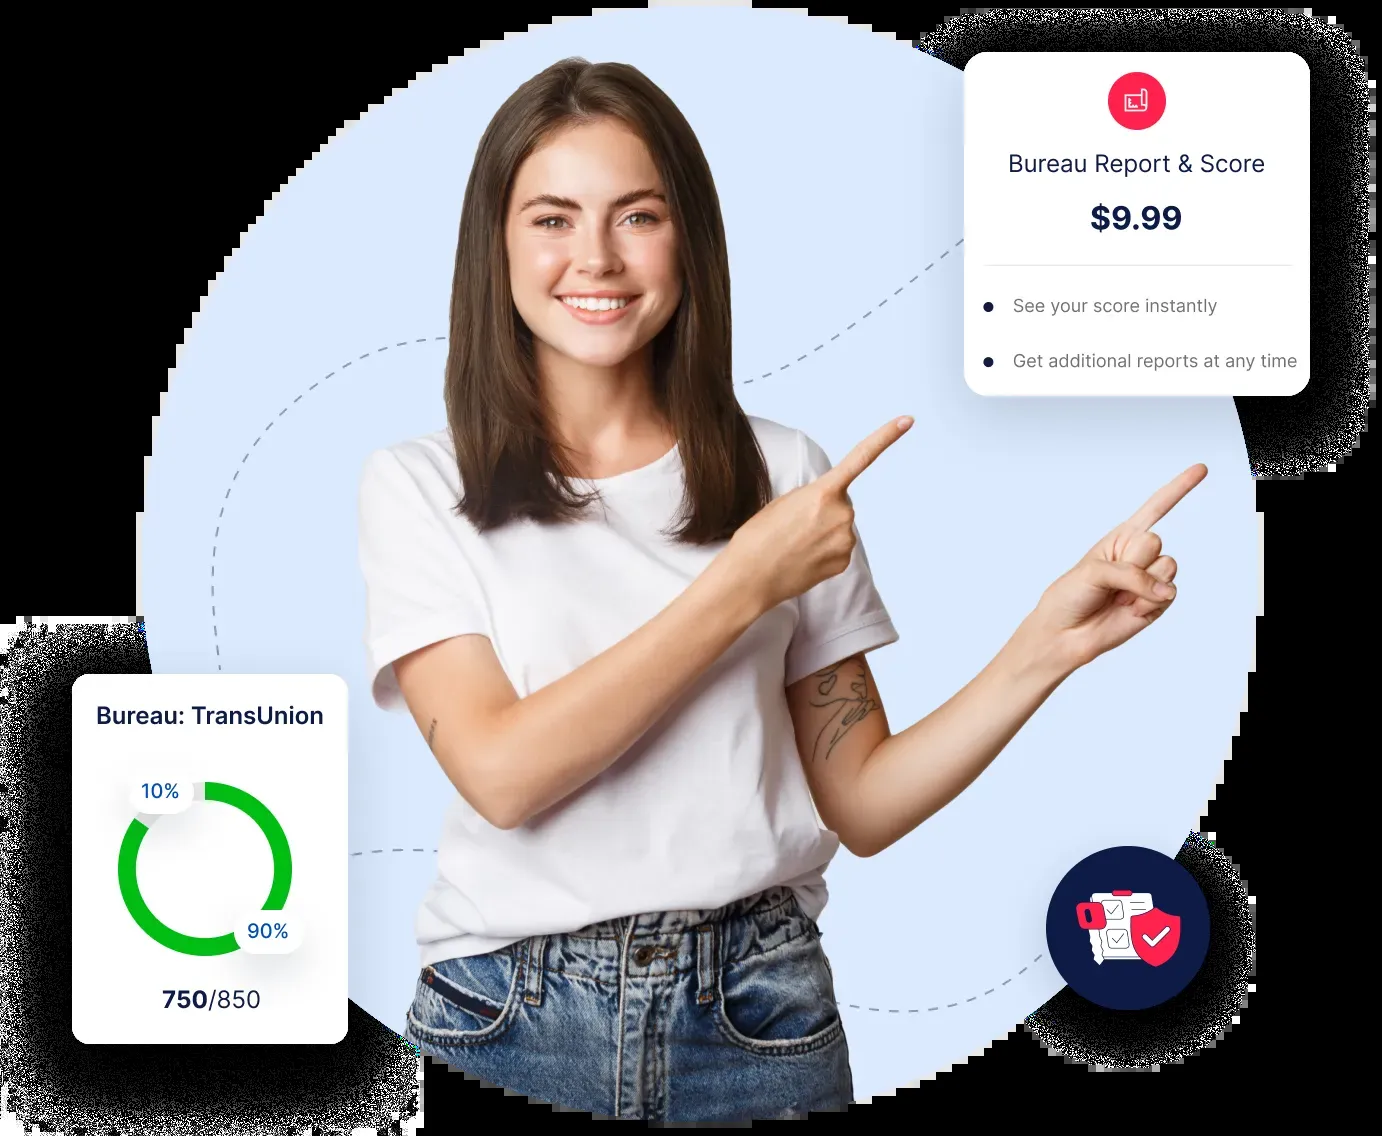 Bureau Report & Score
$9.99
See your score instantly
Get additional reports at any time
Bureau: TransUnion
10%
90%
750/850